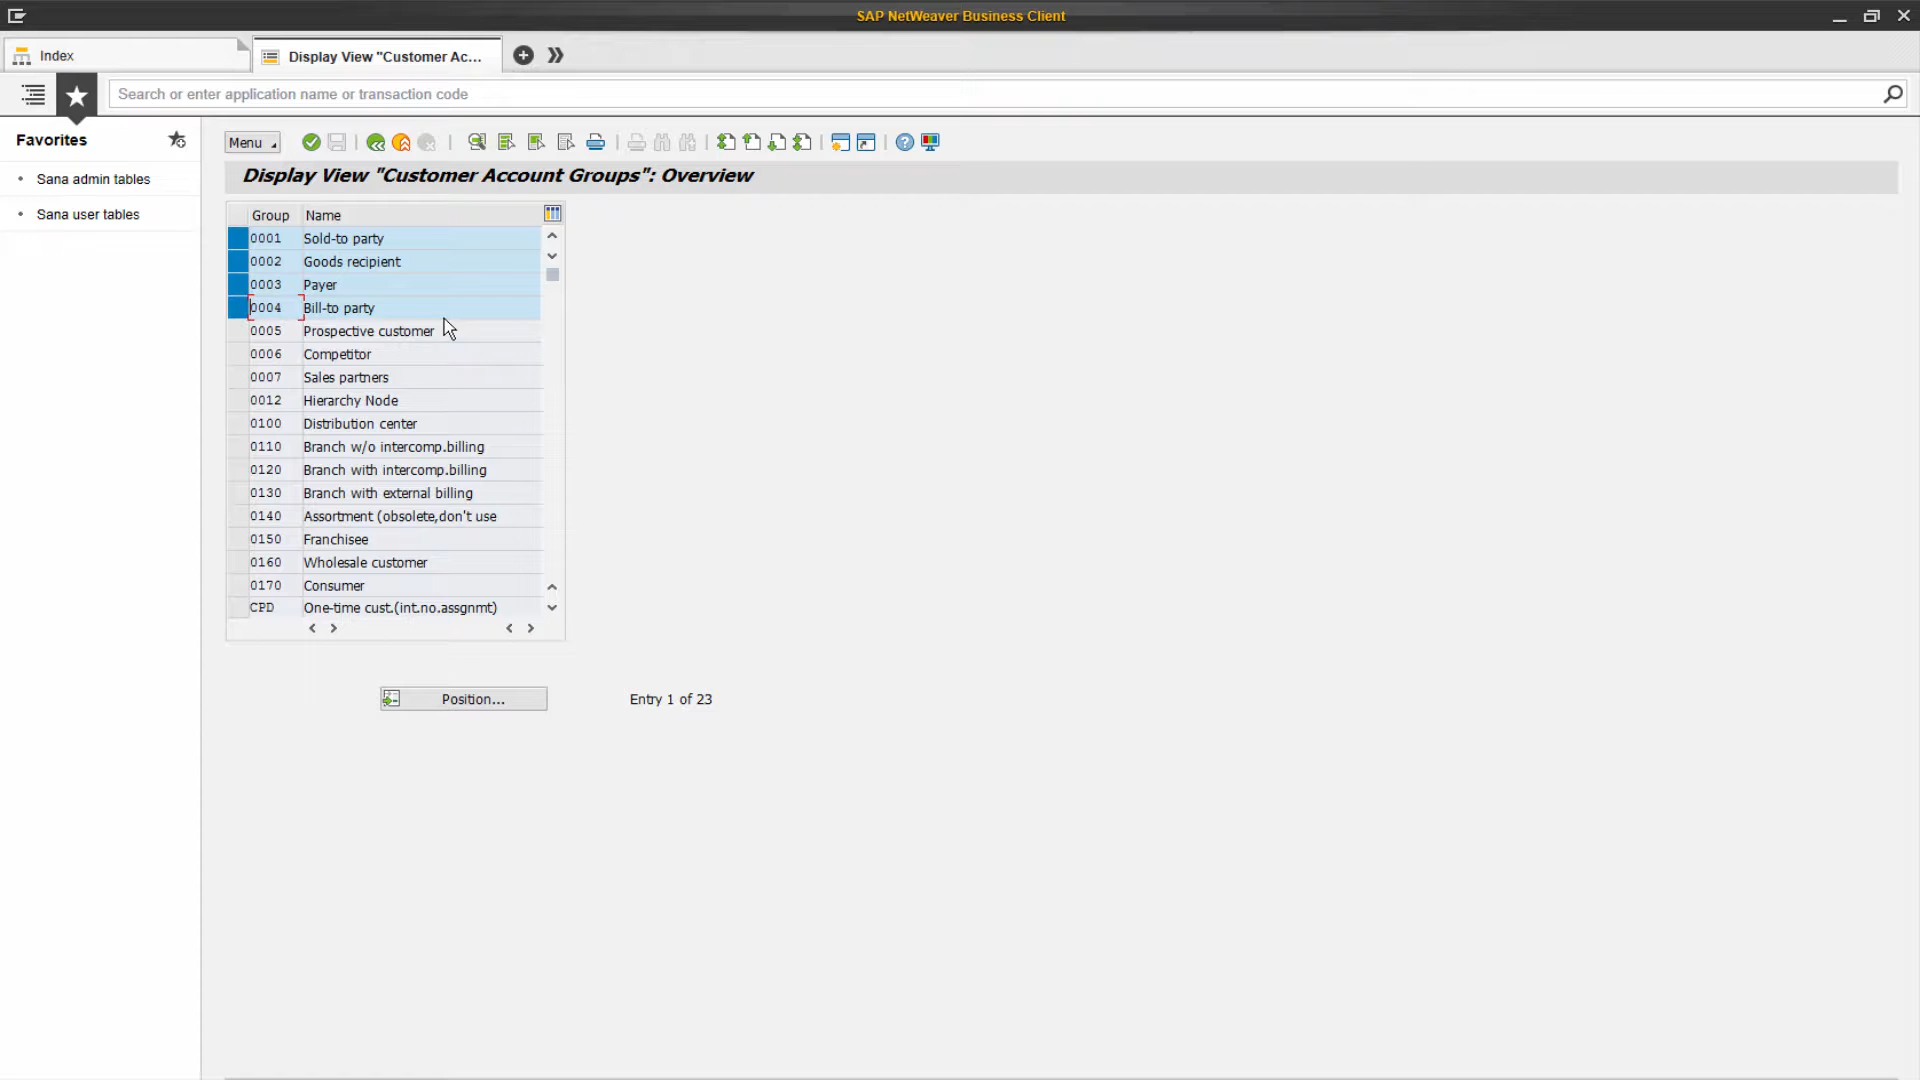 SAP NetWeaver Business Client
Index
Display View "Customer Ac...
Search or enter application name or transaction code
Favorites
Sana admin tables
Sana user tables
Menu
Display View "Customer Account Groups": Overview
Group Name
0001 Sold-to party
0002 Goods recipient
0003 Payer
0004 Bill-to party
0005 Prospective customer
0006 Competitor
0007 Sales partners
0012 Hierarchy Node
0100 Distribution center
0110 Branch w/o intercomp.billing
0120 Branch with intercomp.billing
0130 Branch with external billing
0140 Assortment (obsolete,don't use
0150 Franchisee
0160 Wholesale customer
0170 Consumer
CPD One-time cust.(int.no.assgnmt)
Position... Entry 1 of 23